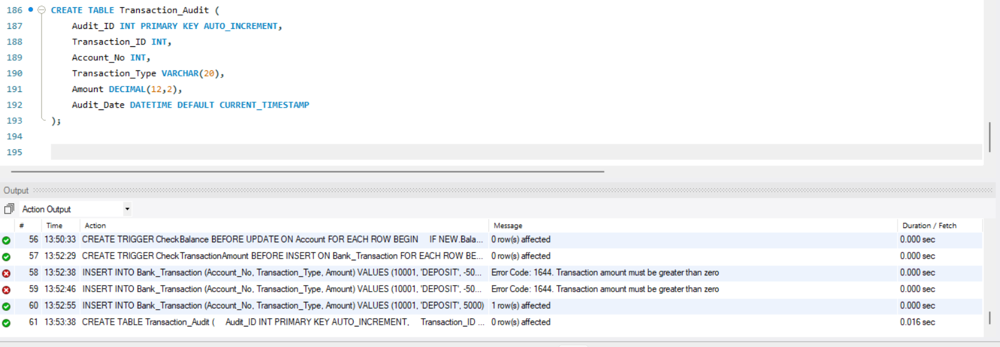 186 CREATE TABLE Transaction_Audit (
187 Audit_ID INT PRIMARY KEY AUTO_INCREMENT,
188 Transaction_ID INT,
189 Account_No INT,
190 Transaction_Type VARCHAR(20),
191 Amount DECIMAL(12,2),
192 Audit_Date DATETIME DEFAULT CURRENT_TIMESTAMP
193 );
194
195
Output
Action Output
# Time Action Message Duration / Fetch
56 13:50:33 CREATE TRIGGER CheckBalance BEFORE UPDATE ON Account FOR EACH ROW BEGIN IF NEW.Bala... 0 row(s) affected 0.000 sec
57 13:52:29 CREATE TRIGGER CheckTransactionAmount BEFORE INSERT ON Bank_Transaction FOR EACH ROW BE... 0 row(s) affected 0.000 sec
58 13:52:38 INSERT INTO Bank_Transaction (Account_No, Transaction_Type, Amount) VALUES (10001, 'DEPOSIT', -50... Error Code: 1644. Transaction amount must be greater than zero 0.000 sec
59 13:52:46 INSERT INTO Bank_Transaction (Account_No, Transaction_Type, Amount) VALUES (10001, 'DEPOSIT', -50... Error Code: 1644. Transaction amount must be greater than zero 0.000 sec
60 13:52:55 INSERT INTO Bank_Transaction (Account_No, Transaction_Type, Amount) VALUES (10001, 'DEPOSIT', 5000) 1 row(s) affected 0.000 sec
61 13:53:38 CREATE TABLE Transaction_Audit ( Audit_ID INT PRIMARY KEY AUTO_INCREMENT, Transaction_ID ... 0 row(s) affected 0.016 sec